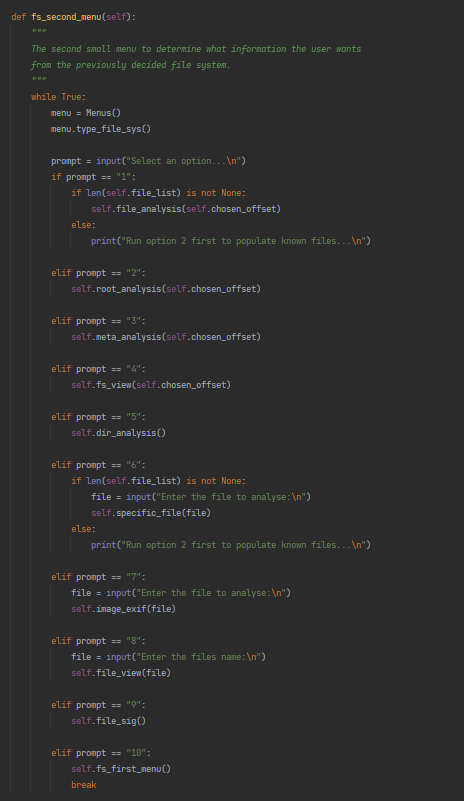 def fs_second_menu(self):
    """
    The second small menu to determine what information the user wants
    from the previously decided file system.
    """
    while True:
        menu = Menus()
        menu.type_file_sys()

        prompt = input("Select an option...\n")
        if prompt == "1":
            if len(self.file_list) is not None:
                self.file_analysis(self.chosen_offset)
            else:
                print("Run option 2 first to populate known files...\n")

        elif prompt == "2":
            self.root_analysis(self.chosen_offset)

        elif prompt == "3":
            self.meta_analysis(self.chosen_offset)

        elif prompt == "4":
            self.fs_view(self.chosen_offset)

        elif prompt == "5":
            self.dir_analysis()

        elif prompt == "6":
            if len(self.file_list) is not None:
                file = input("Enter the file to analyse:\n")
                self.specific_file(file)
            else:
                print("Run option 2 first to populate known files...\n")

        elif prompt == "7":
            file = input("Enter the file to analyse:\n")
            self.image_exif(file)

        elif prompt == "8":
            file = input("Enter the files name:\n")
            self.file_view(file)

        elif prompt == "9":
            self.file_sig()

        elif prompt == "10":
            self.fs_first_menu()
            break